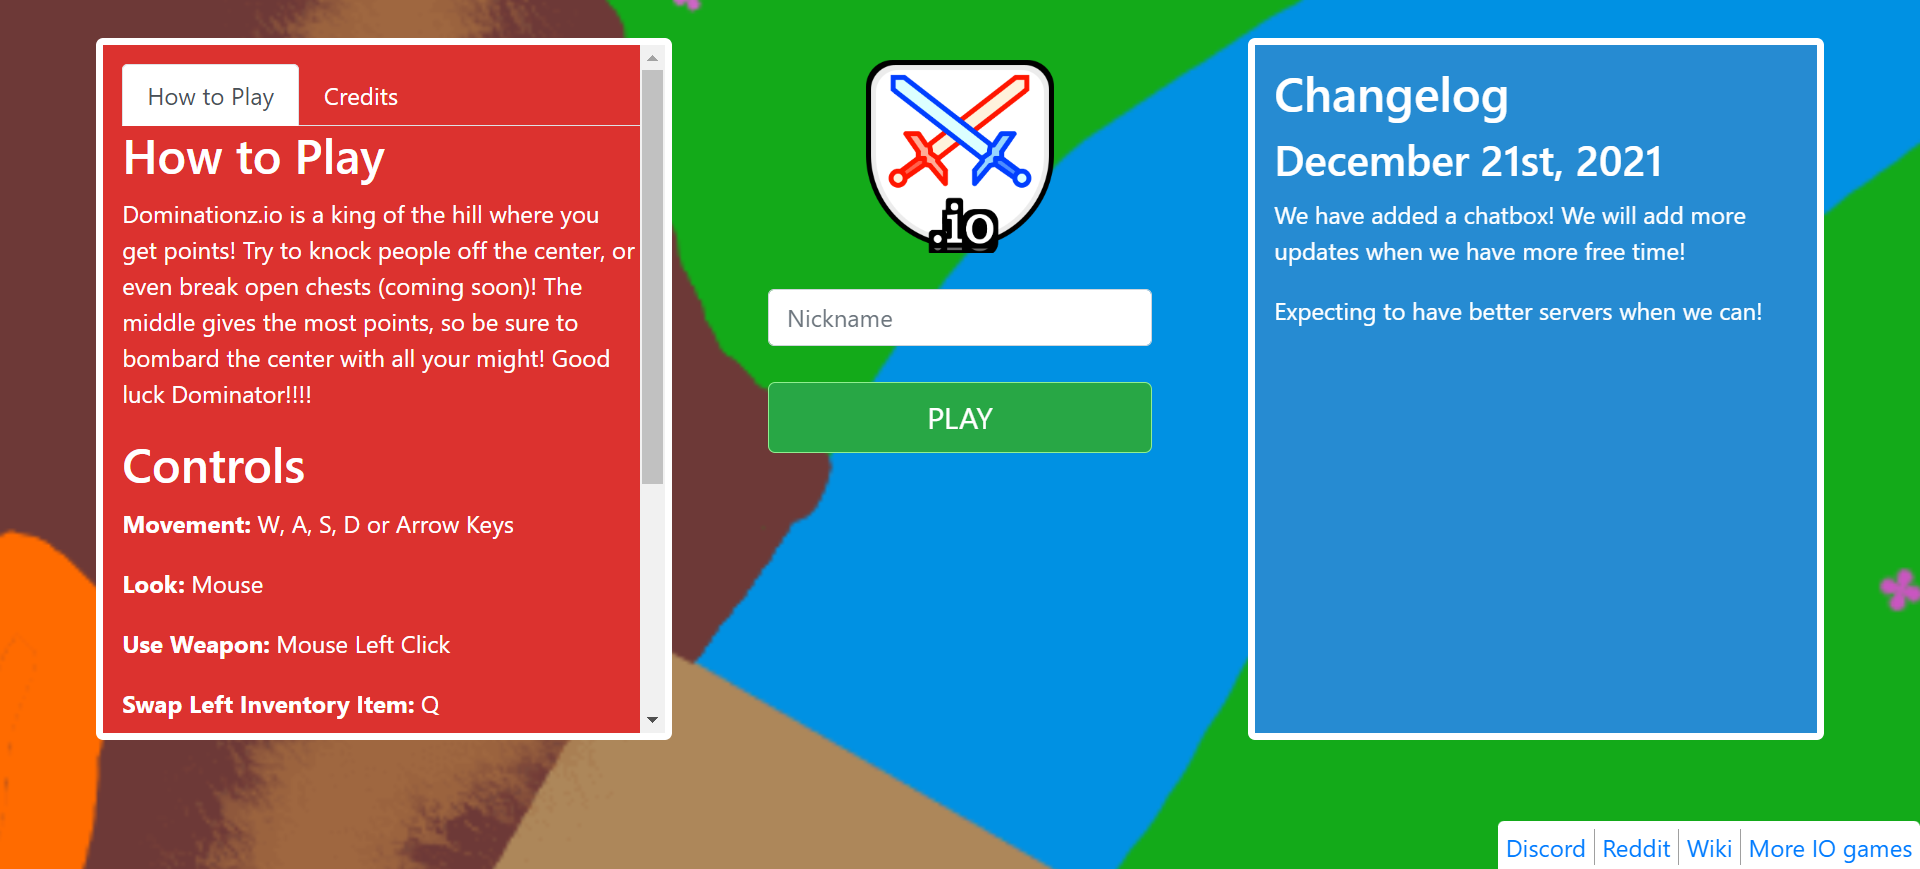 How to Play
Credits
How to Play
Dominationz.io is a king of the hill where you
get points! Try to knock people off the center, or
even break open chests (coming soon)! The
middle gives the most points, so be sure to
bombard the center with all your might! Good
luck Dominator!!!!
Controls
Movement: W, A, S, D or Arrow Keys
Look: Mouse
Use Weapon: Mouse Left Click
Swap Left Inventory Item: Q
.io
Nickname
PLAY
Changelog
December 21st, 2021
We have added a chatbox! We will add more
updates when we have more free time!
Expecting to have better servers when we can!
Discord
Reddit
Wiki
More IO games